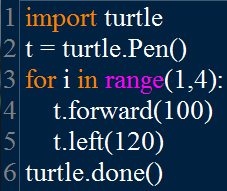 1 import turtle
2 t = turtle.Pen()
3 for i in range(1,4):
4     t.forward(100)
5     t.left(120)
6 turtle.done()